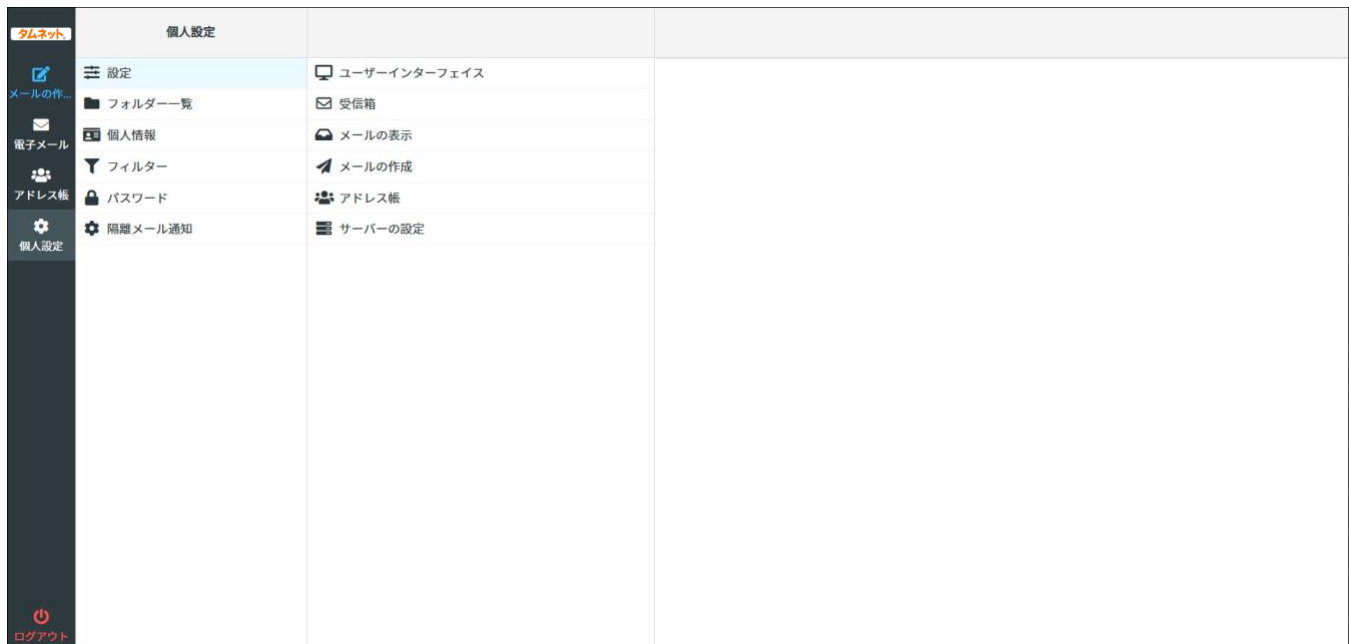 タムネット.
メールの作...
電子メール
アドレス帳
個人設定
ログアウト
個人設定
設定
フォルダー一覧
個人情報
フィルター
パスワード
隔離メール通知
ユーザーインターフェイス
受信箱
メールの表示
メールの作成
アドレス帳
サーバーの設定